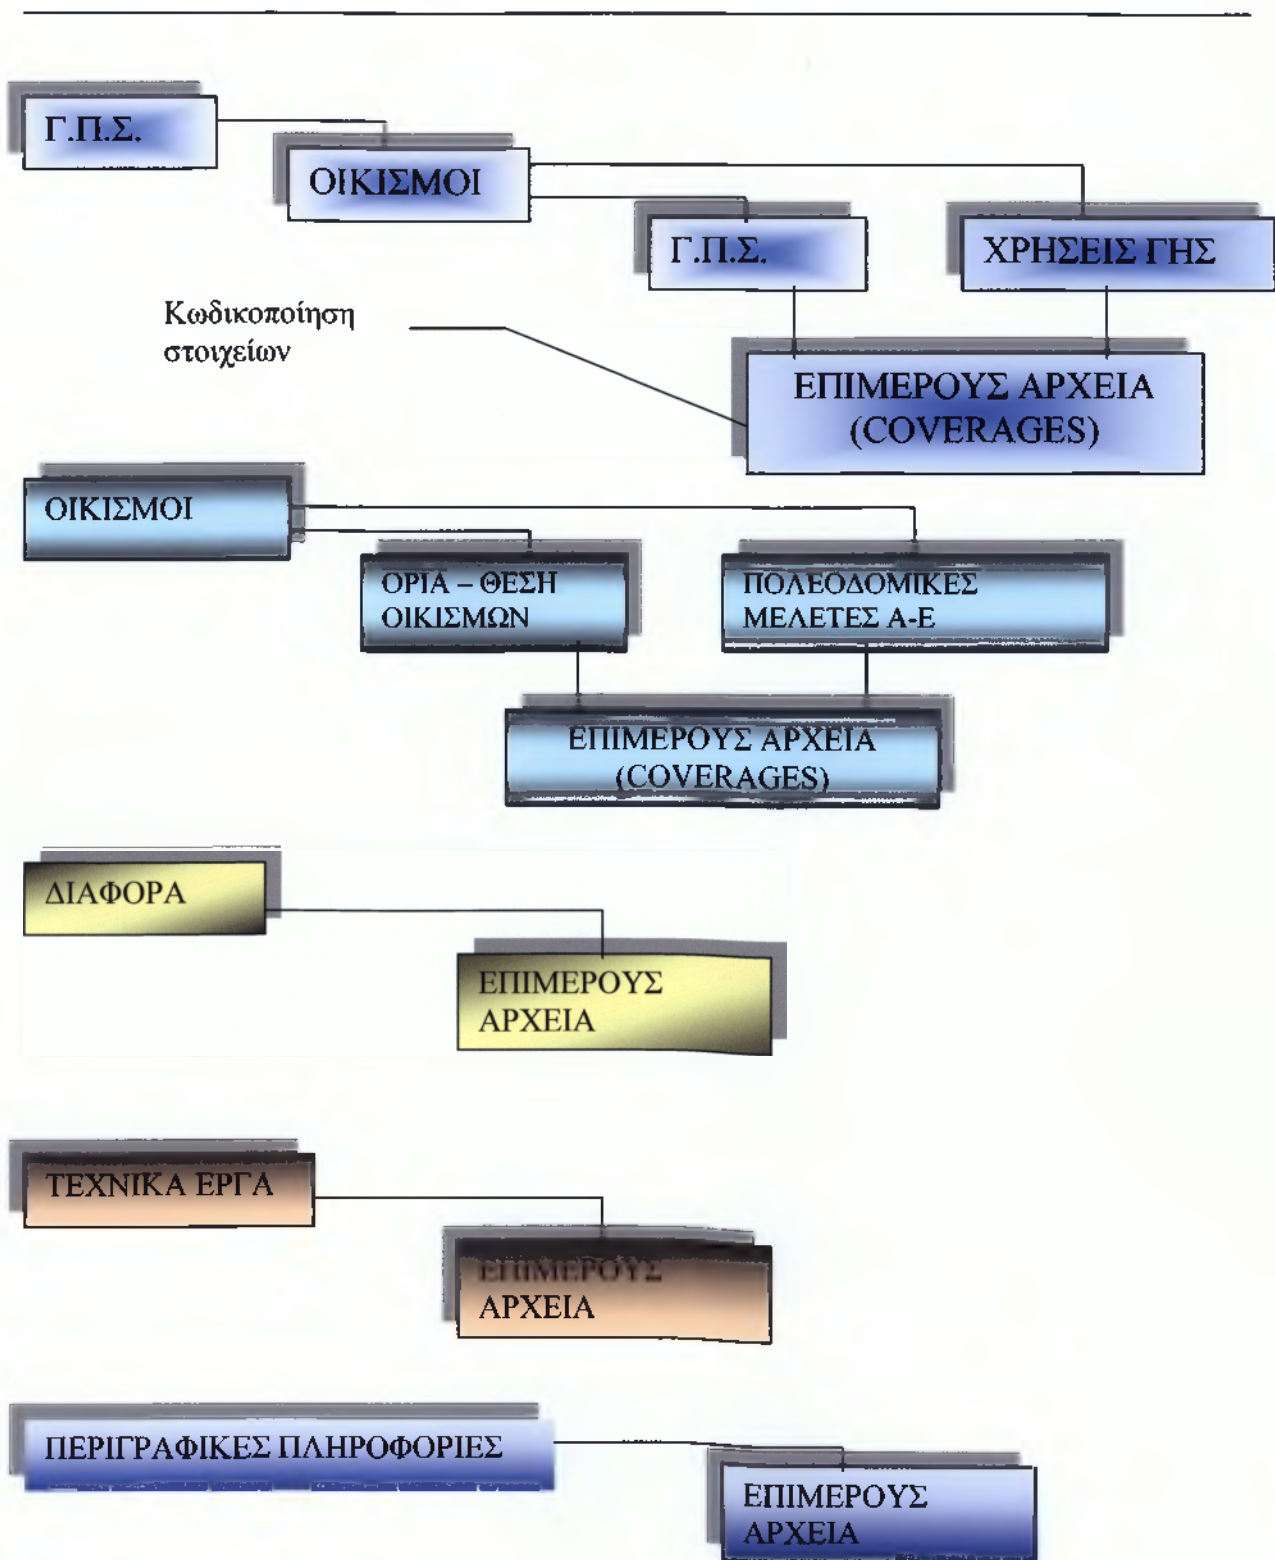 Γ.Π.Σ.
ΟΙΚΙΣΜΟΙ
Γ.Π.Σ.
ΧΡΗΣΕΙΣ ΓΗΣ
Κωδικοποίηση
στοιχείων
ΕΠΙΜΕΡΟΥΣ ΑΡΧΕΙΑ
(COVERAGES)
ΟΙΚΙΣΜΟΙ
ΟΡΙΑ – ΘΕΣΗ
ΟΙΚΙΣΜΩΝ
ΠΟΛΕΟΔΟΜΙΚΕΣ
ΜΕΛΕΤΕΣ Α-Ε
ΕΠΙΜΕΡΟΥΣ ΑΡΧΕΙΑ
(COVERAGES)
ΔΙΑΦΟΡΑ
ΕΠΙΜΕΡΟΥΣ
ΑΡΧΕΙΑ
ΤΕΧΝΙΚΑ ΕΡΓΑ
ΕΠΙΜΕΡΟΥΣ
ΑΡΧΕΙΑ
ΠΕΡΙΓΡΑΦΙΚΕΣ ΠΛΗΡΟΦΟΡΙΕΣ
ΕΠΙΜΕΡΟΥΣ
ΑΡΧΕΙΑ